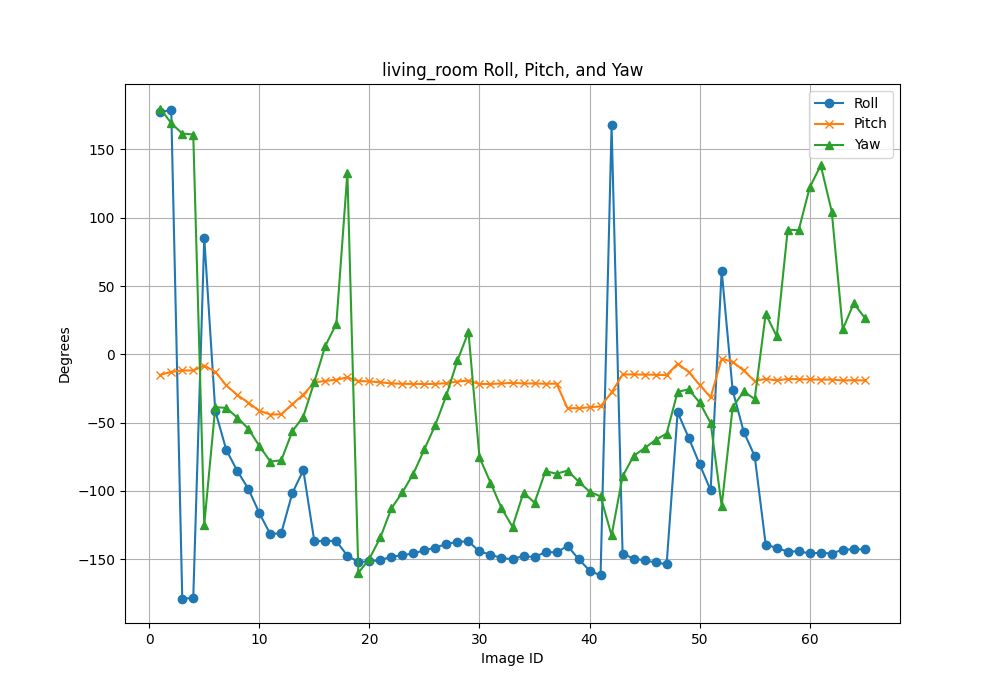 living_room Roll, Pitch, and Yaw
Roll
Pitch
Yaw
150
100
50
0
−50
−100
−150
Degrees
0 10 20 30 40 50 60
Image ID